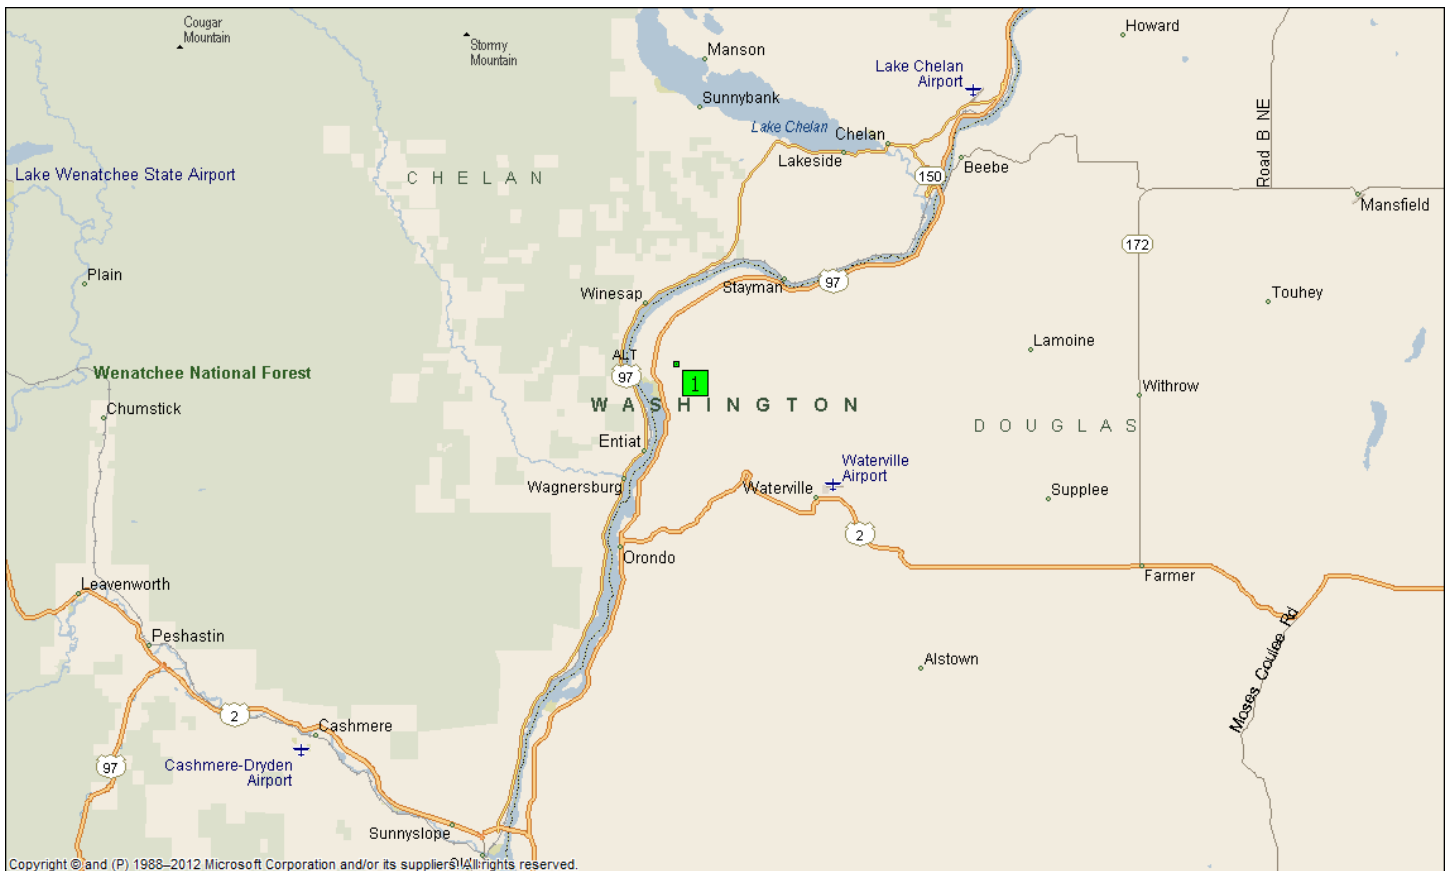 Cougar
Mountain
Stormy
Mountain
Manson
Howard
Lake Chelan
Airport
Sunnybank
Lake Chelan
Chelan
Lakeside
Road B NE
Beebe
150
Lake Wenatchee State Airport
CHELAN
Mansfield
172
Plain
Stayman
97
Winesap
Touhey
Lamoine
ALT
97
Wenatchee National Forest
1
Withrow
WASHINGTON
Chumstick
DOUGLAS
Entiat
Waterville
Airport
Wagnersburg
Waterville
Supplee
2
Orondo
Farmer
Leavenworth
Peshastin
Alstown
Moses Coulee Rd
2
Cashmere
97
Cashmere-Dryden
Airport
Sunnyslope
Copyright © and (P) 1988–2012 Microsoft Corporation and/or its suppliers. All rights reserved.